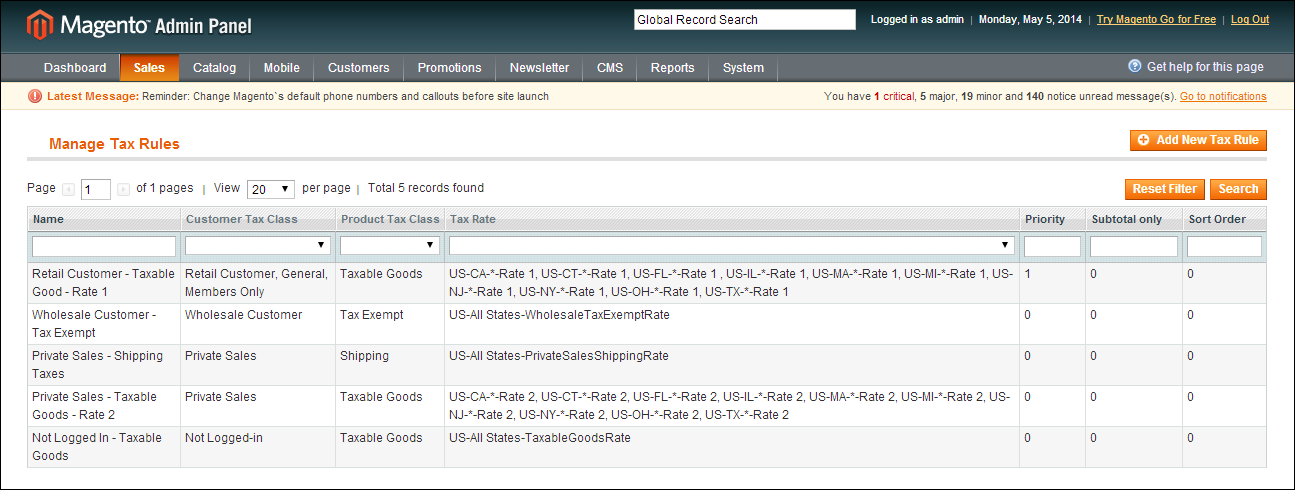 Magento™ Admin Panel
Global Record Search
Logged in as admin | Monday, May 5, 2014 | Try Magento Go for Free | Log Out
Dashboard Sales Catalog Mobile Customers Promotions Newsletter CMS Reports System
Get help for this page
Latest Message: Reminder: Change Magento`s default phone numbers and callouts before site launch
You have 1 critical, 5 major, 19 minor and 140 notice unread message(s). Go to notifications
Manage Tax Rules
Add New Tax Rule
Page 1 of 1 pages | View 20 per page | Total 5 records found
Reset Filter Search
Name Customer Tax Class Product Tax Class Tax Rate Priority Subtotal only Sort Order
Retail Customer - Taxable Retail Customer, General, Taxable Goods US-CA-*-Rate 1, US-CT-*-Rate 1, US-FL-*-Rate 1 , US-IL-*-Rate 1, US-MA-*-Rate 1, US-MI-*-Rate 1, US- 1 0 0
Good - Rate 1 Members Only NJ-*-Rate 1, US-NY-*-Rate 1, US-OH-*-Rate 1, US-TX-*-Rate 1
Wholesale Customer - Wholesale Customer Tax Exempt US-All States-WholesaleTaxExemptRate 0 0 0
Tax Exempt
Private Sales - Shipping Private Sales Shipping US-All States-PrivateSalesShippingRate 0 0 0
Taxes
Private Sales - Taxable Private Sales Taxable Goods US-CA-*-Rate 2, US-CT-*-Rate 2, US-FL-*-Rate 2, US-IL-*-Rate 2, US-MA-*-Rate 2, US-MI-*-Rate 2, US- 0 0 0
Goods - Rate 2 NJ-*-Rate 2, US-NY-*-Rate 2, US-OH-*-Rate 2, US-TX-*-Rate 2
Not Logged In - Taxable Not Logged-in Taxable Goods US-All States-TaxableGoodsRate 0 0 0
Goods